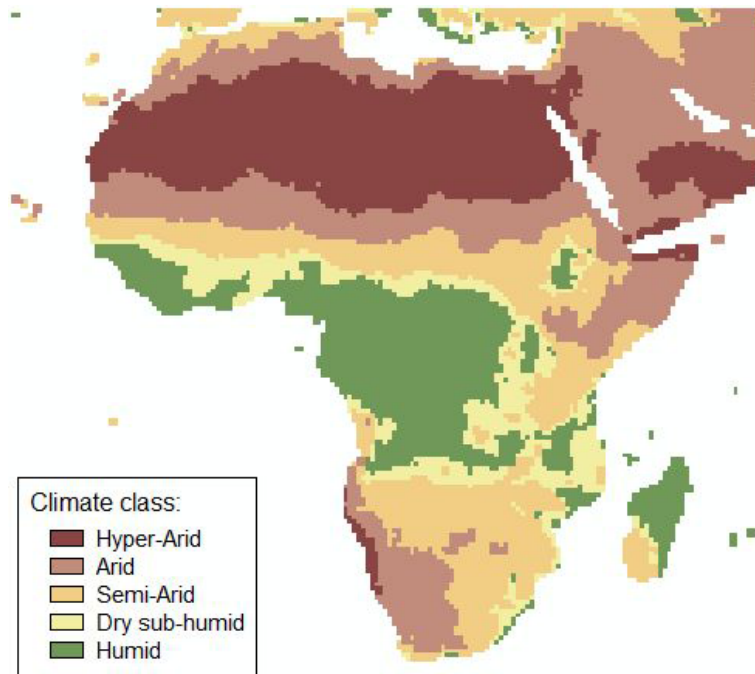 Climate class:
Hyper-Arid
Arid
Semi-Arid
Dry sub-humid
Humid